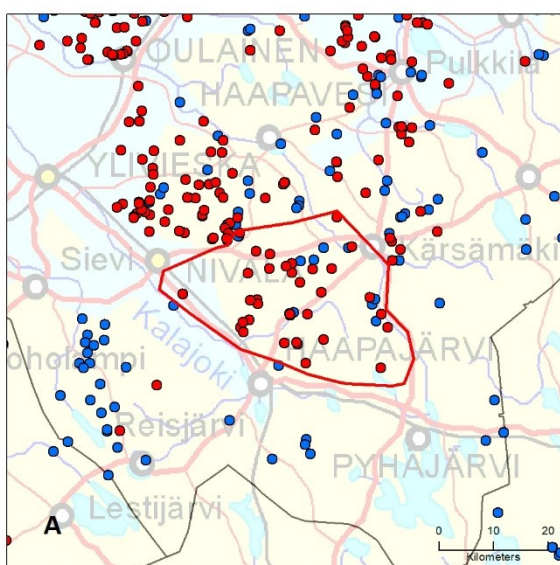 OULAINEN
Pulkkila
HAAPAVESI
YLIVIESKA
Sievi
NIVALA
Kärsämäki
Kalajoki
oholampi
HAAPAJÄRVI
Reisjärvi
PYHÄJÄRVI
Lestijärvi
A
0 10 20
Kilometers